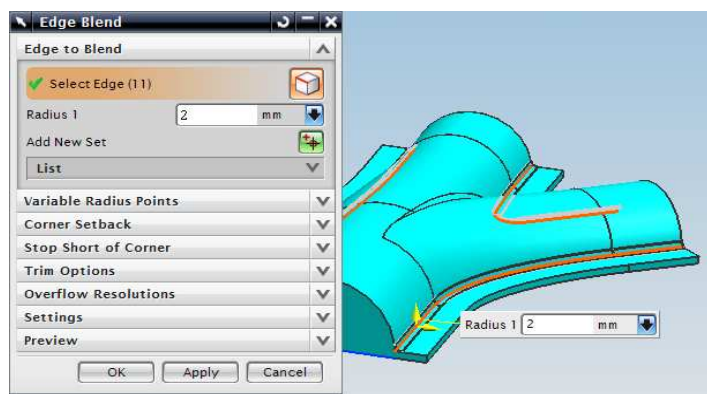 Edge Blend
Edge to Blend
Select Edge (11)
Radius 1 2 mm
Add New Set
List
Variable Radius Points
Corner Setback
Stop Short of Corner
Trim Options
Overflow Resolutions
Settings
Preview
OK Apply Cancel
Radius 1 2 mm